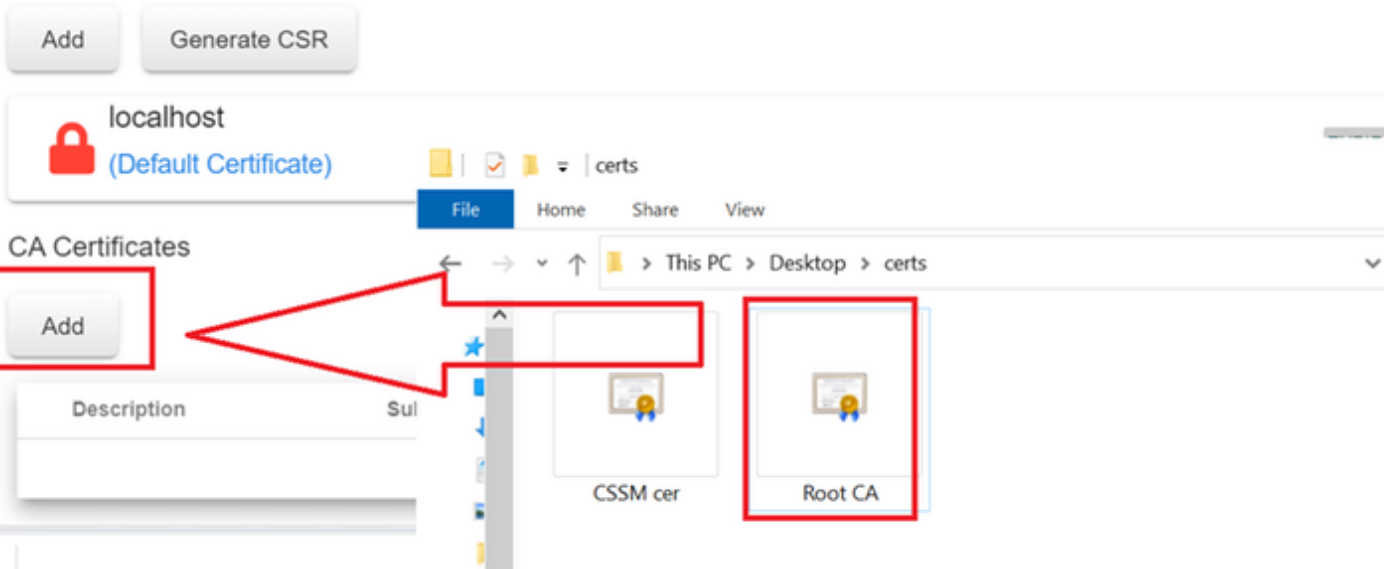 Add
Generate CSR
localhost
(Default Certificate)
certs
File Home Share View
CA Certificates
This PC > Desktop > certs
Add
Description
CSSM cer
Root CA